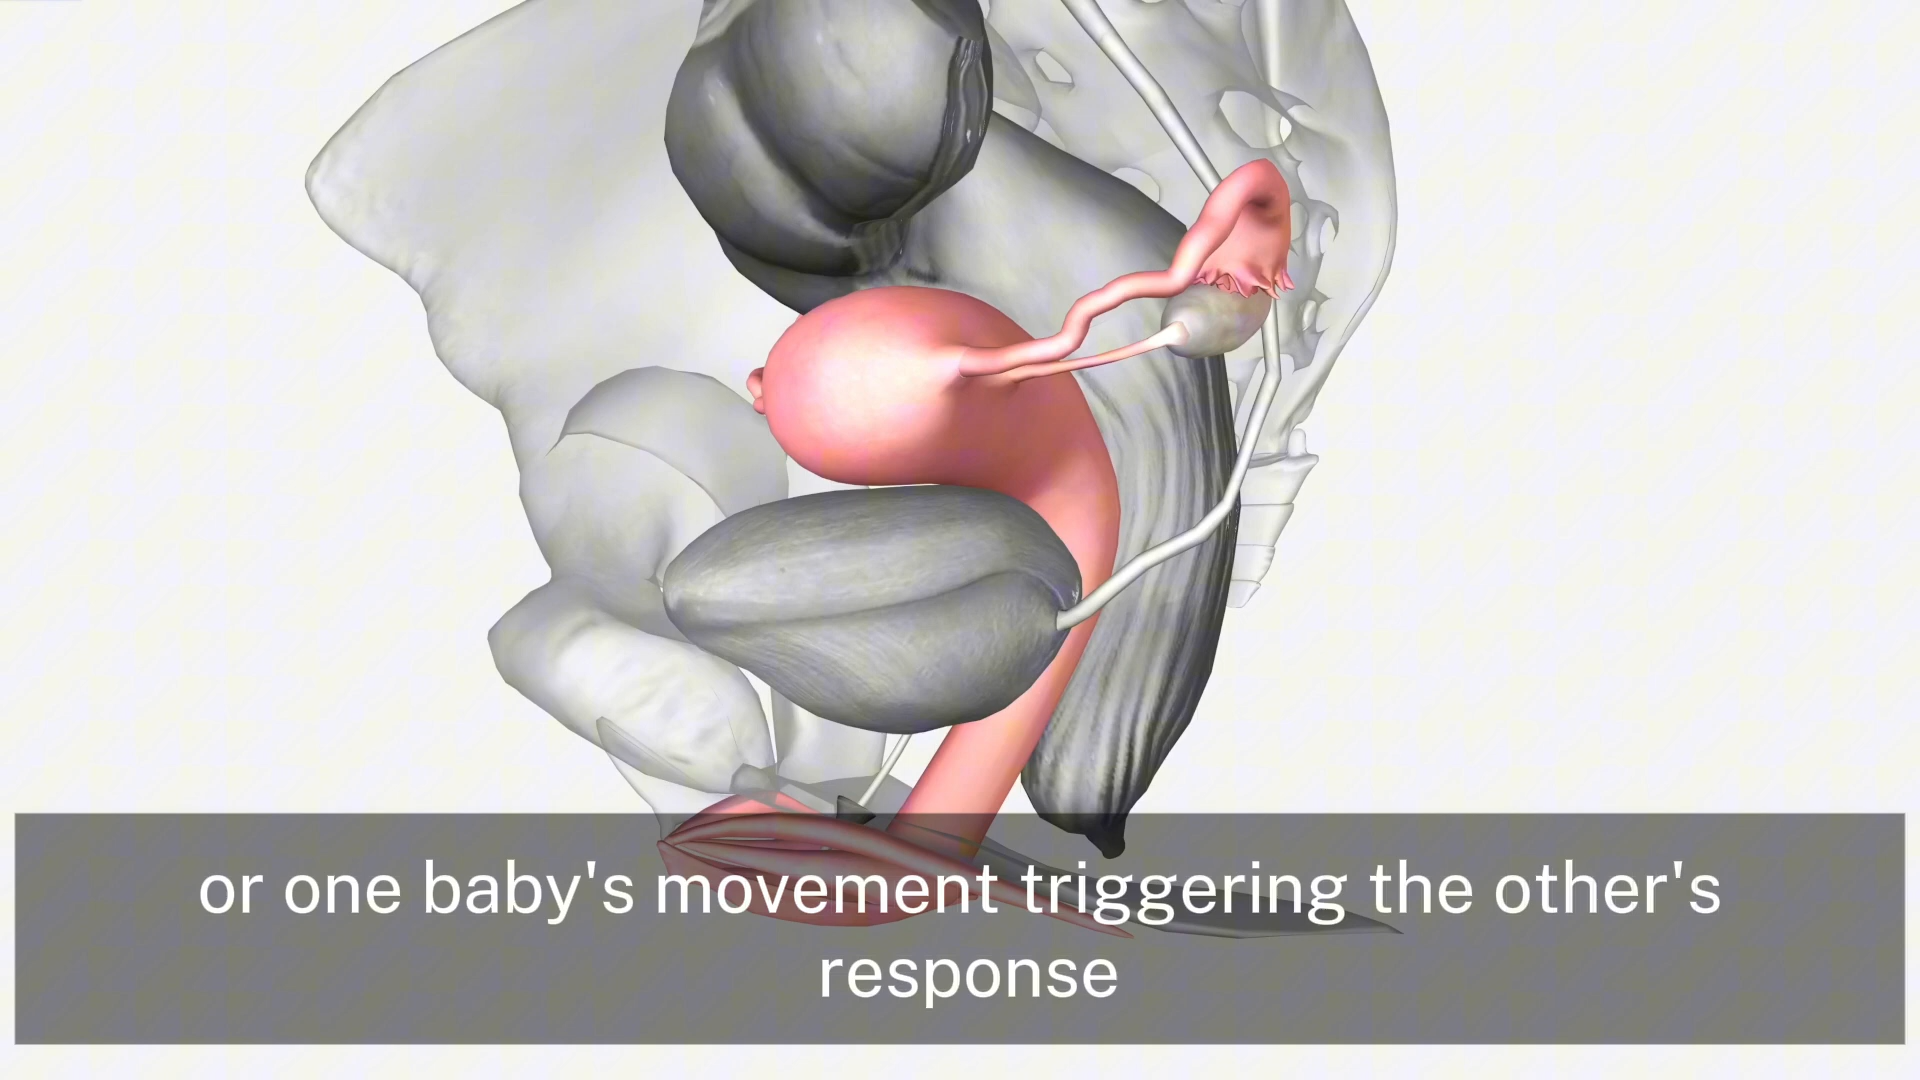 or one baby's movement triggering the other's
response